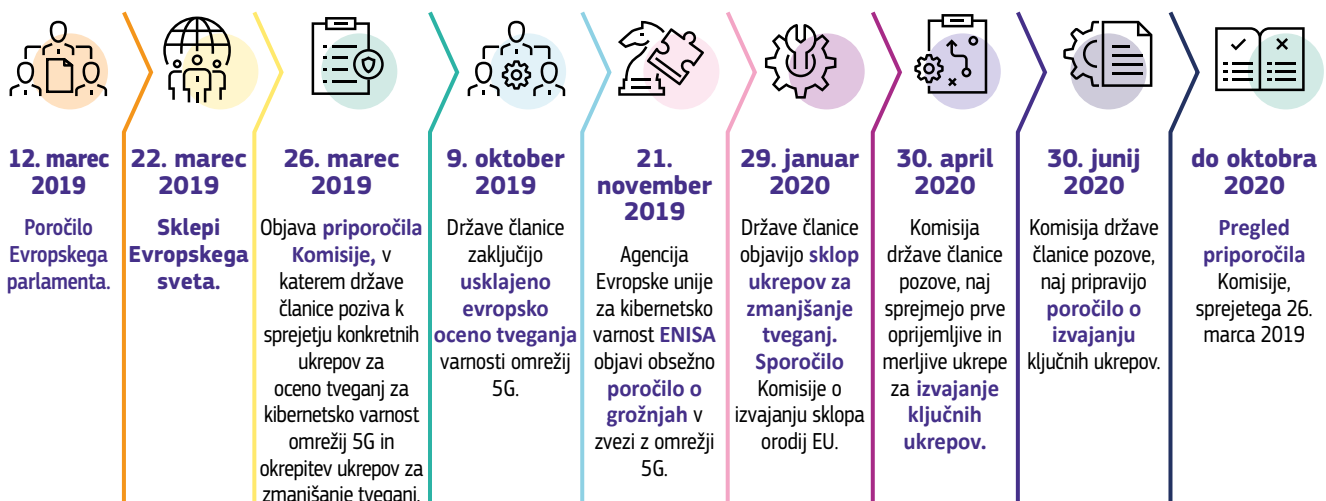 12. marec
2019
Poročilo
Evropskega
parlamenta.
22. marec
2019
Sklepi
Evropskega
sveta.
26. marec
2019
Objava priporočila
Komisije, v
katerem države
članice poziva k
sprejetju konkretnih
ukrepov za
oceno tveganj za
kibernetsko varnost
omrežij 5G in
okrepitev ukrepov za
zmanjšanje tveganj.
9. oktober
2019
Države članice
zaključijo
usklajeno
evropsko
oceno tveganja
varnosti omrežij
5G.
21.
november
2019
Agencija
Evropske unije
za kibernetsko
varnost ENISA
objavi obsežno
poročilo o
grožnjah v
zvezi z omrežji
5G.
29. januar
2020
Države članice
objavijo sklop
ukrepov za
zmanjšanje
tveganj.
Sporočilo
Komisije o
izvajanju sklopa
orodij EU.
30. april
2020
Komisija
države članice
pozove, naj
sprejmejo prve
oprijemljive in
merljive ukrepe
za izvajanje
ključnih
ukrepov.
30. junij
2020
Komisija države
članice pozove,
naj pripravijo
poročilo o
izvajanju
ključnih ukrepov.
do oktobra
2020
Pregled
priporočila
Komisije,
sprejetega 26.
marca 2019